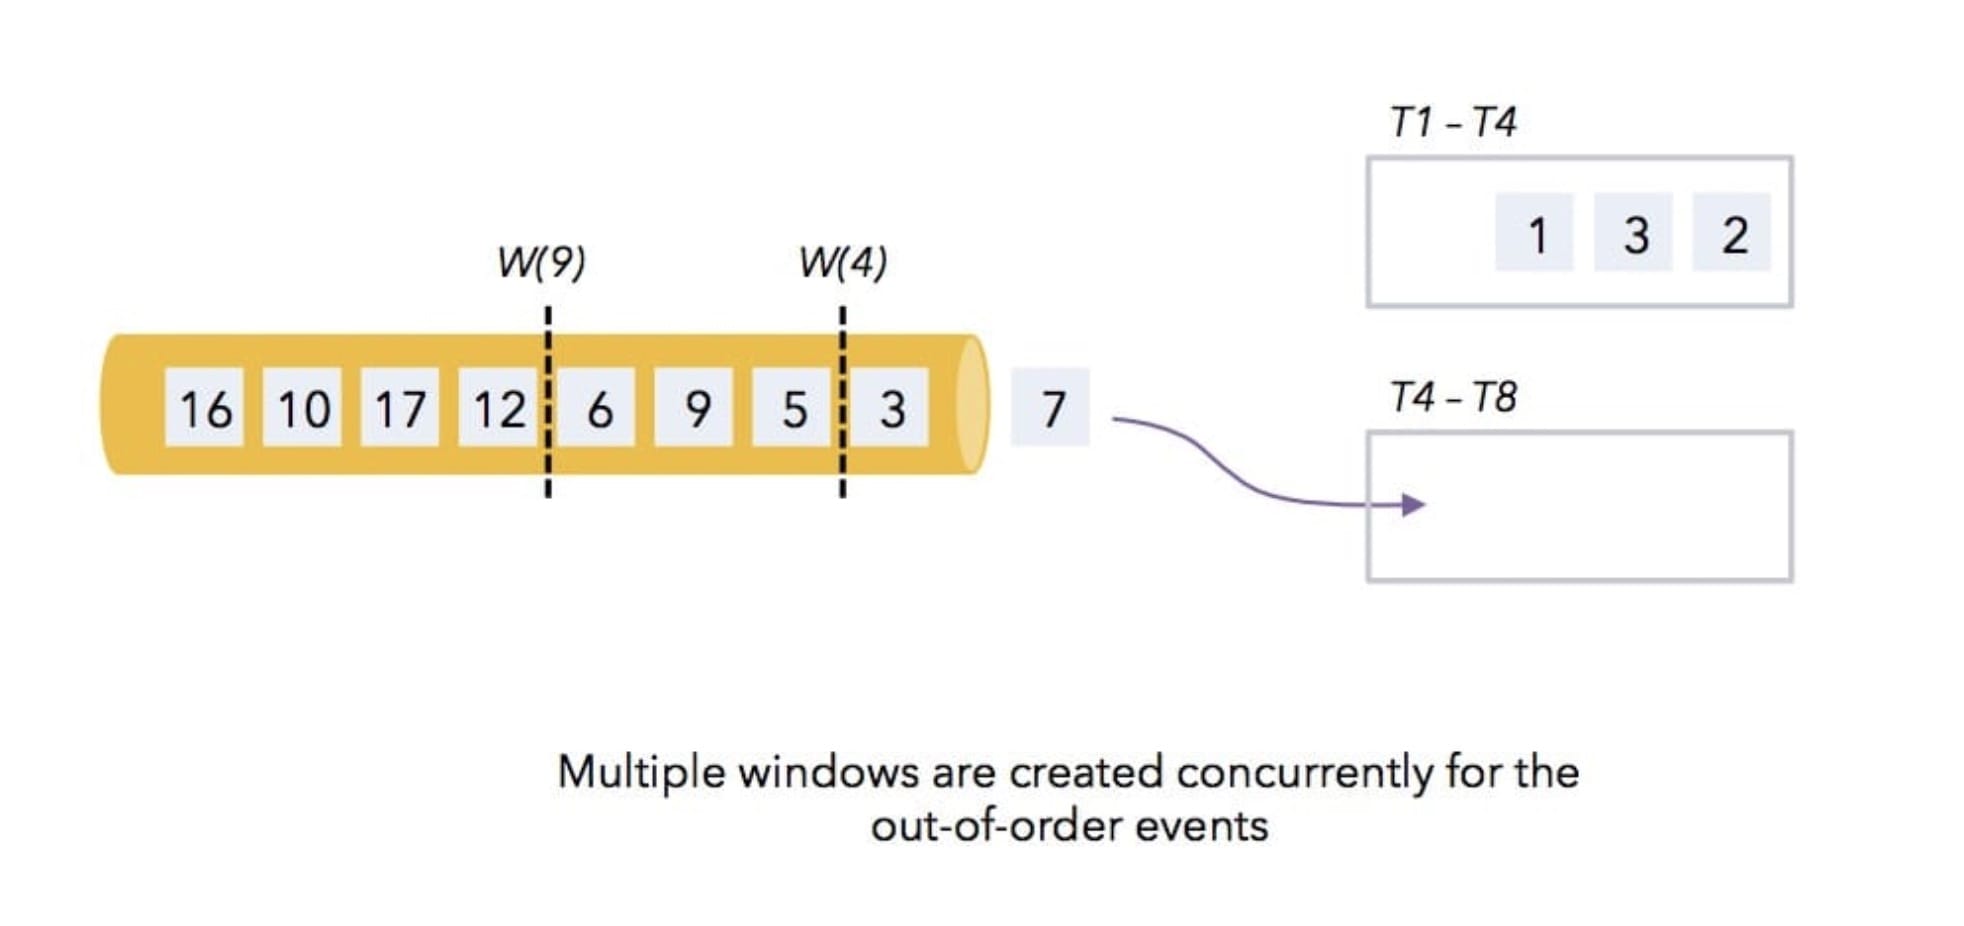 T1 – T4
1 3 2
W(9) W(4)
16 10 17 12 6 9 5 3 7
T4 – T8
Multiple windows are created concurrently for the
out-of-order events